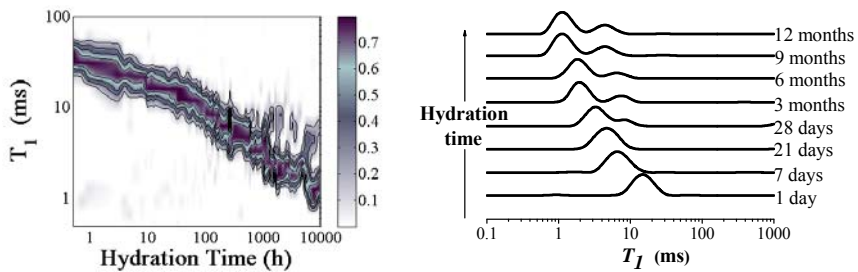 100
10
1
T1 (ms)
1 10 100 1000 10000
Hydration Time (h)
0.7
0.6
0.5
0.4
0.3
0.2
0.1
Hydration
time
12 months
9 months
6 months
3 months
28 days
21 days
7 days
1 day
0.1 1 10 100 1000
T1 (ms)